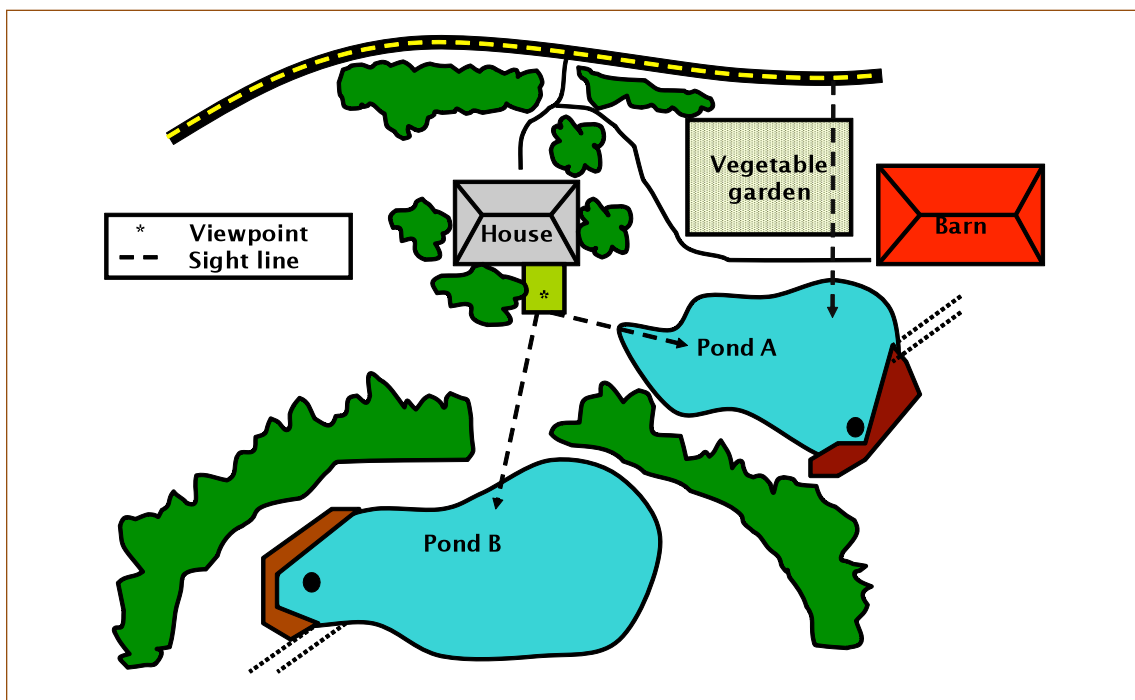 Vegetable
garden
Barn
House
* Viewpoint
Sight line
*
Pond A
Pond B